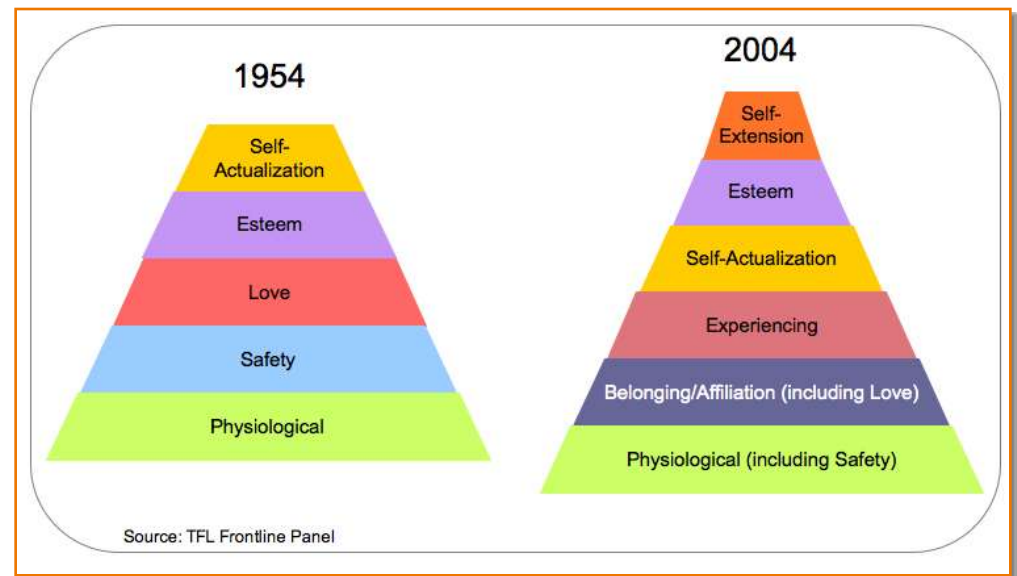 1954
Self-
Actualization
Esteem
Love
Safety
Physiological
2004
Self-
Extension
Esteem
Self-Actualization
Experiencing
Belonging/Affiliation (including Love)
Physiological (including Safety)
Source: TFL Frontline Panel